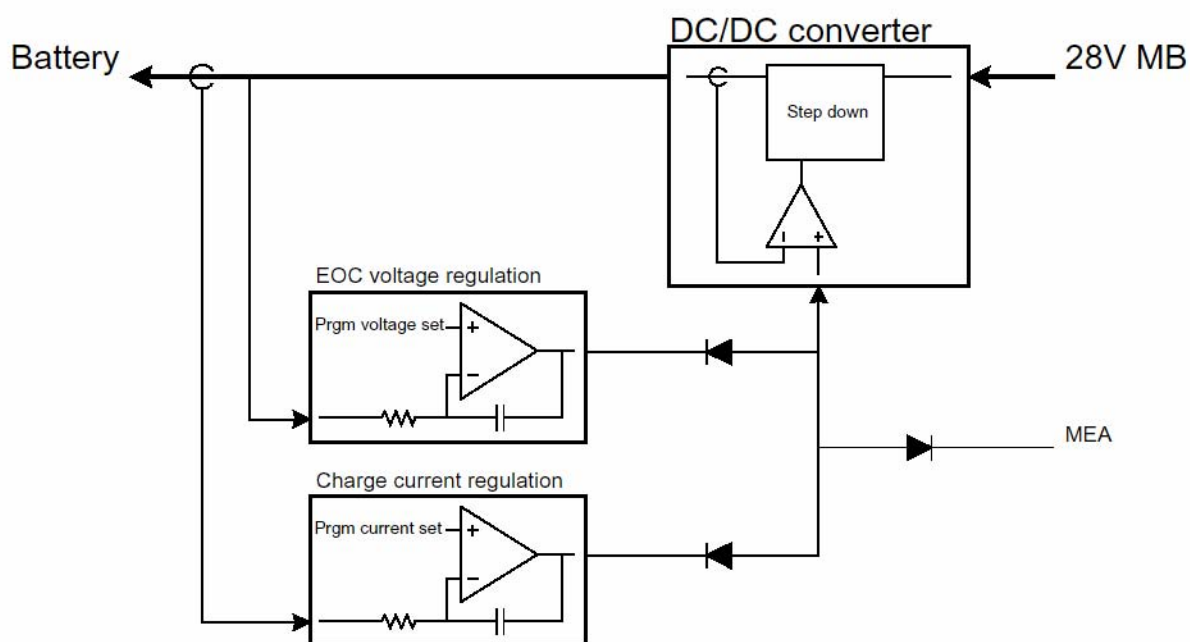 DC/DC converter
Battery
28V MB
Step down
EOC voltage regulation
Prgm voltage set
MEA
Charge current regulation
Prgm current set